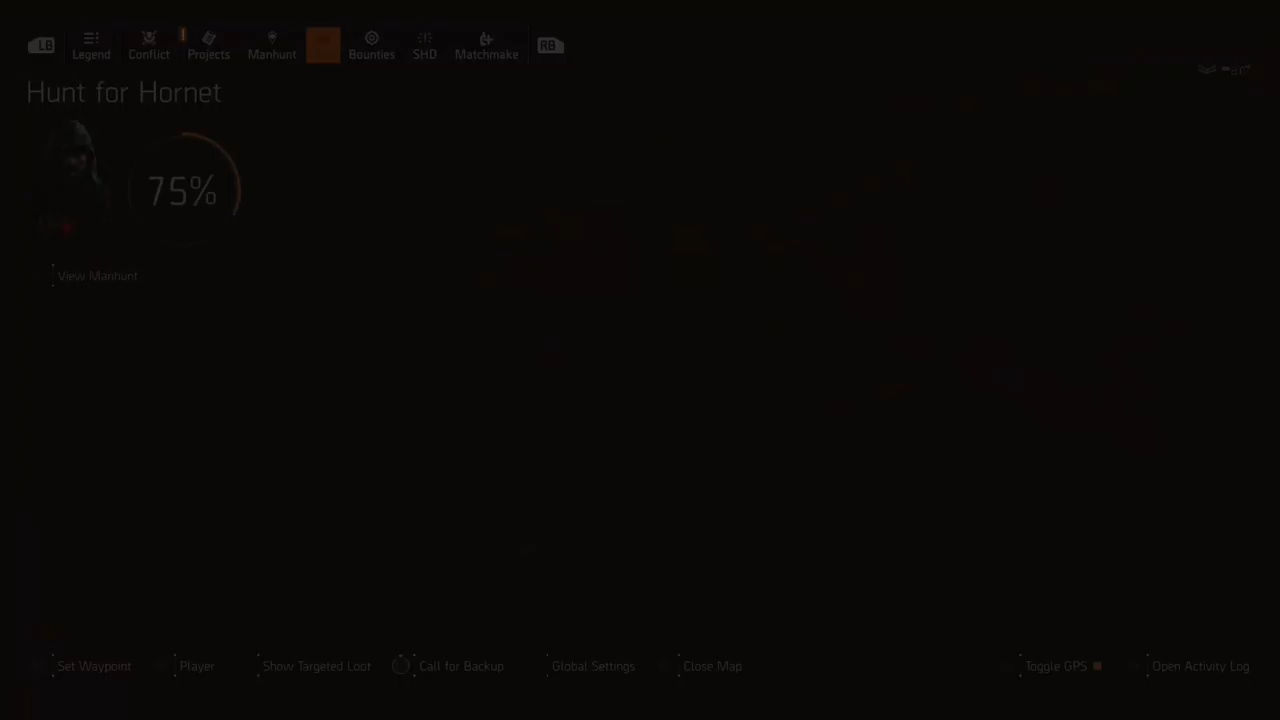 LB Legend Conflict Projects Manhunt Bounties SHD Matchmake RB
Hunt for Hornet
75%
View Manhunt
Set Waypoint Player Show Targeted Loot Call for Backup Global Settings Close Map Toggle GPS Open Activity Log